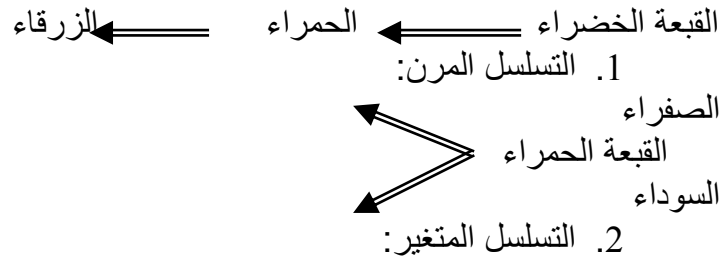 القبعة الخضراء الحمراء الزرقاء
1. التسلسل المرن:
الصفراء
القبعة الحمراء
السوداء
2. التسلسل المتغير: